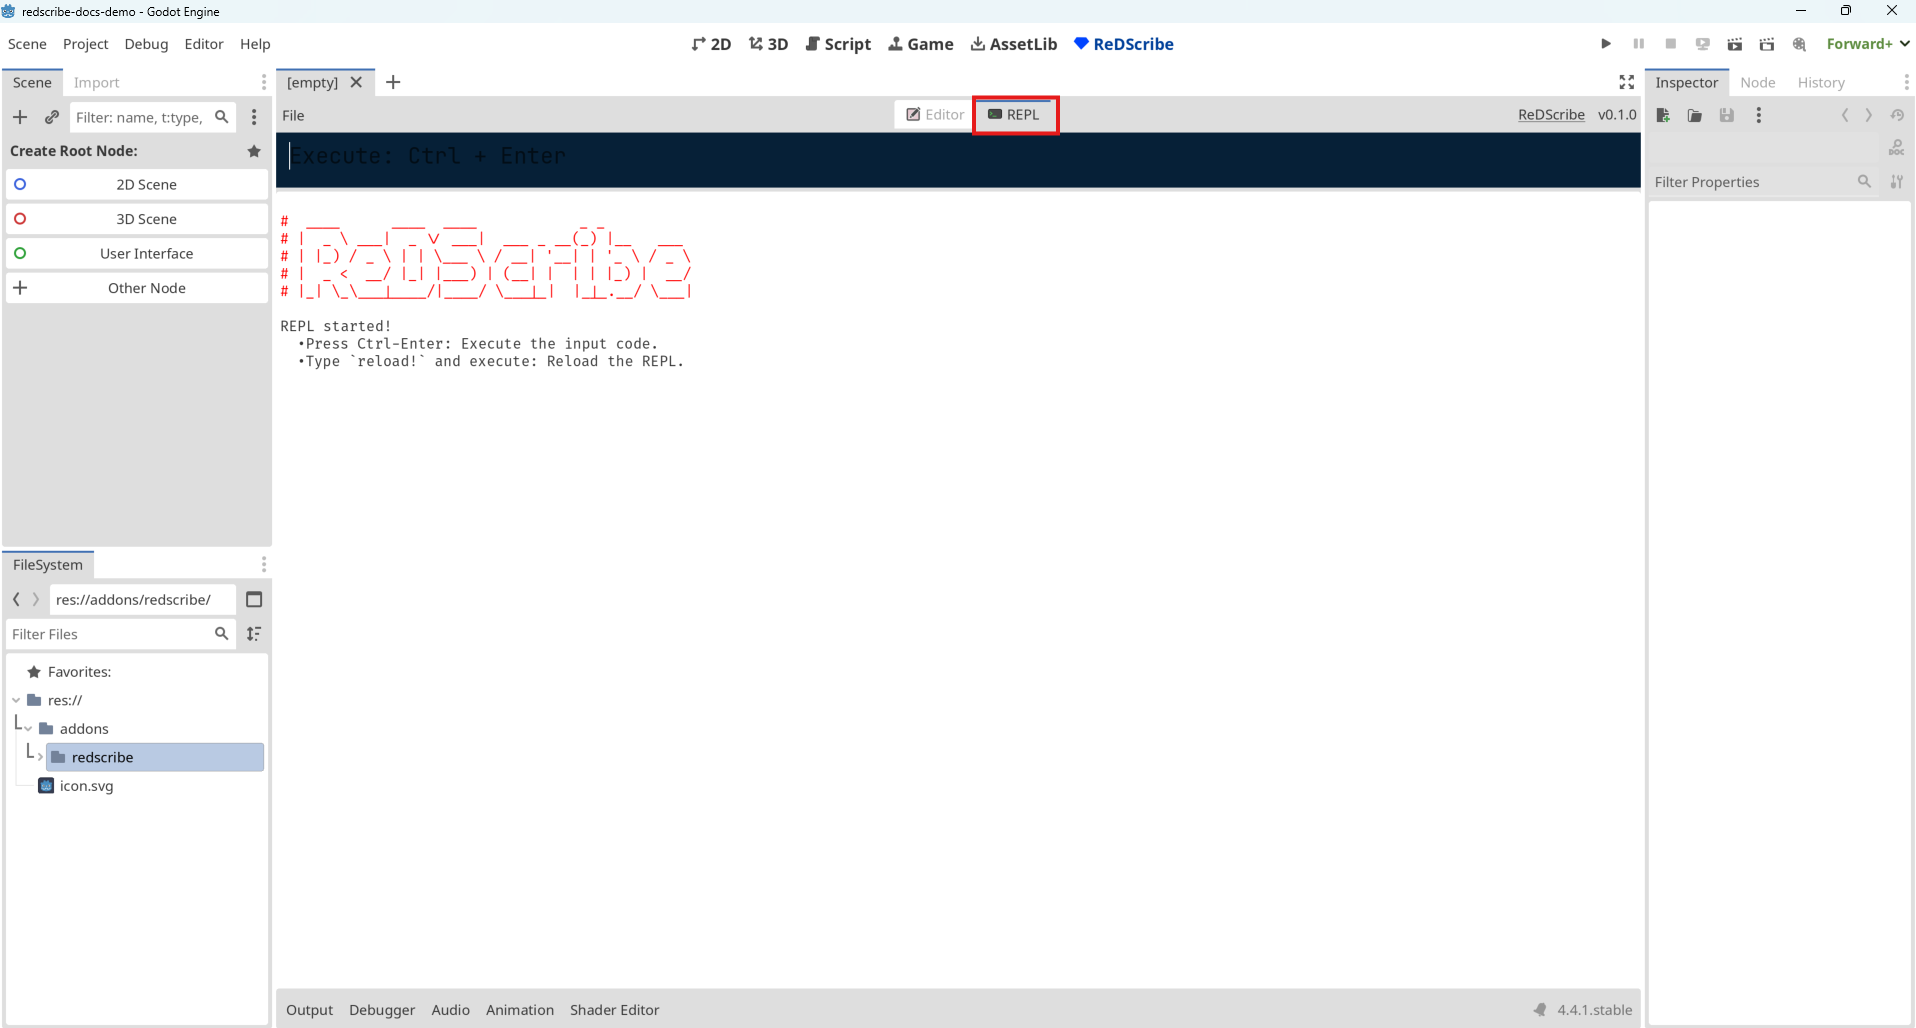 redscribe-docs-demo - Godot Engine
Scene Project Debug Editor Help
2D 3D Script Game AssetLib ReDScribe
Forward+
Scene Import
[empty]
Inspector Node History
Filter: name, t:type,
File
Editor
REPL
ReDScribe v0.1.0
Create Root Node:
Execute: Ctrl + Enter
2D Scene
3D Scene
User Interface
Other Node
Filter Properties
DOC
ReDScribe
REPL started!
•Press Ctrl-Enter: Execute the input code.
•Type `reload!` and execute: Reload the REPL.
FileSystem
res://addons/redscribe/
Filter Files
Favorites:
res://
addons
redscribe
icon.svg
Output Debugger Audio Animation Shader Editor
4.4.1.stable